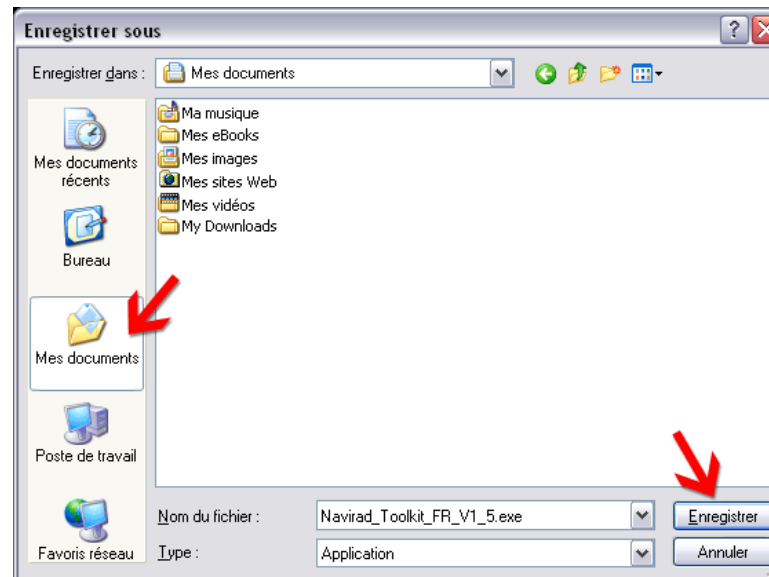 Enregistrer sous
Enregistrer dans :
Mes documents
Mes documents
récents
Bureau
Mes documents
Poste de travail
Favoris réseau
Ma musique
Mes eBooks
Mes images
Mes sites Web
Mes vidéos
My Downloads
Nom du fichier :
Navirad_Toolkit_FR_V1_5.exe
Enregistrer
Type :
Application
Annuler